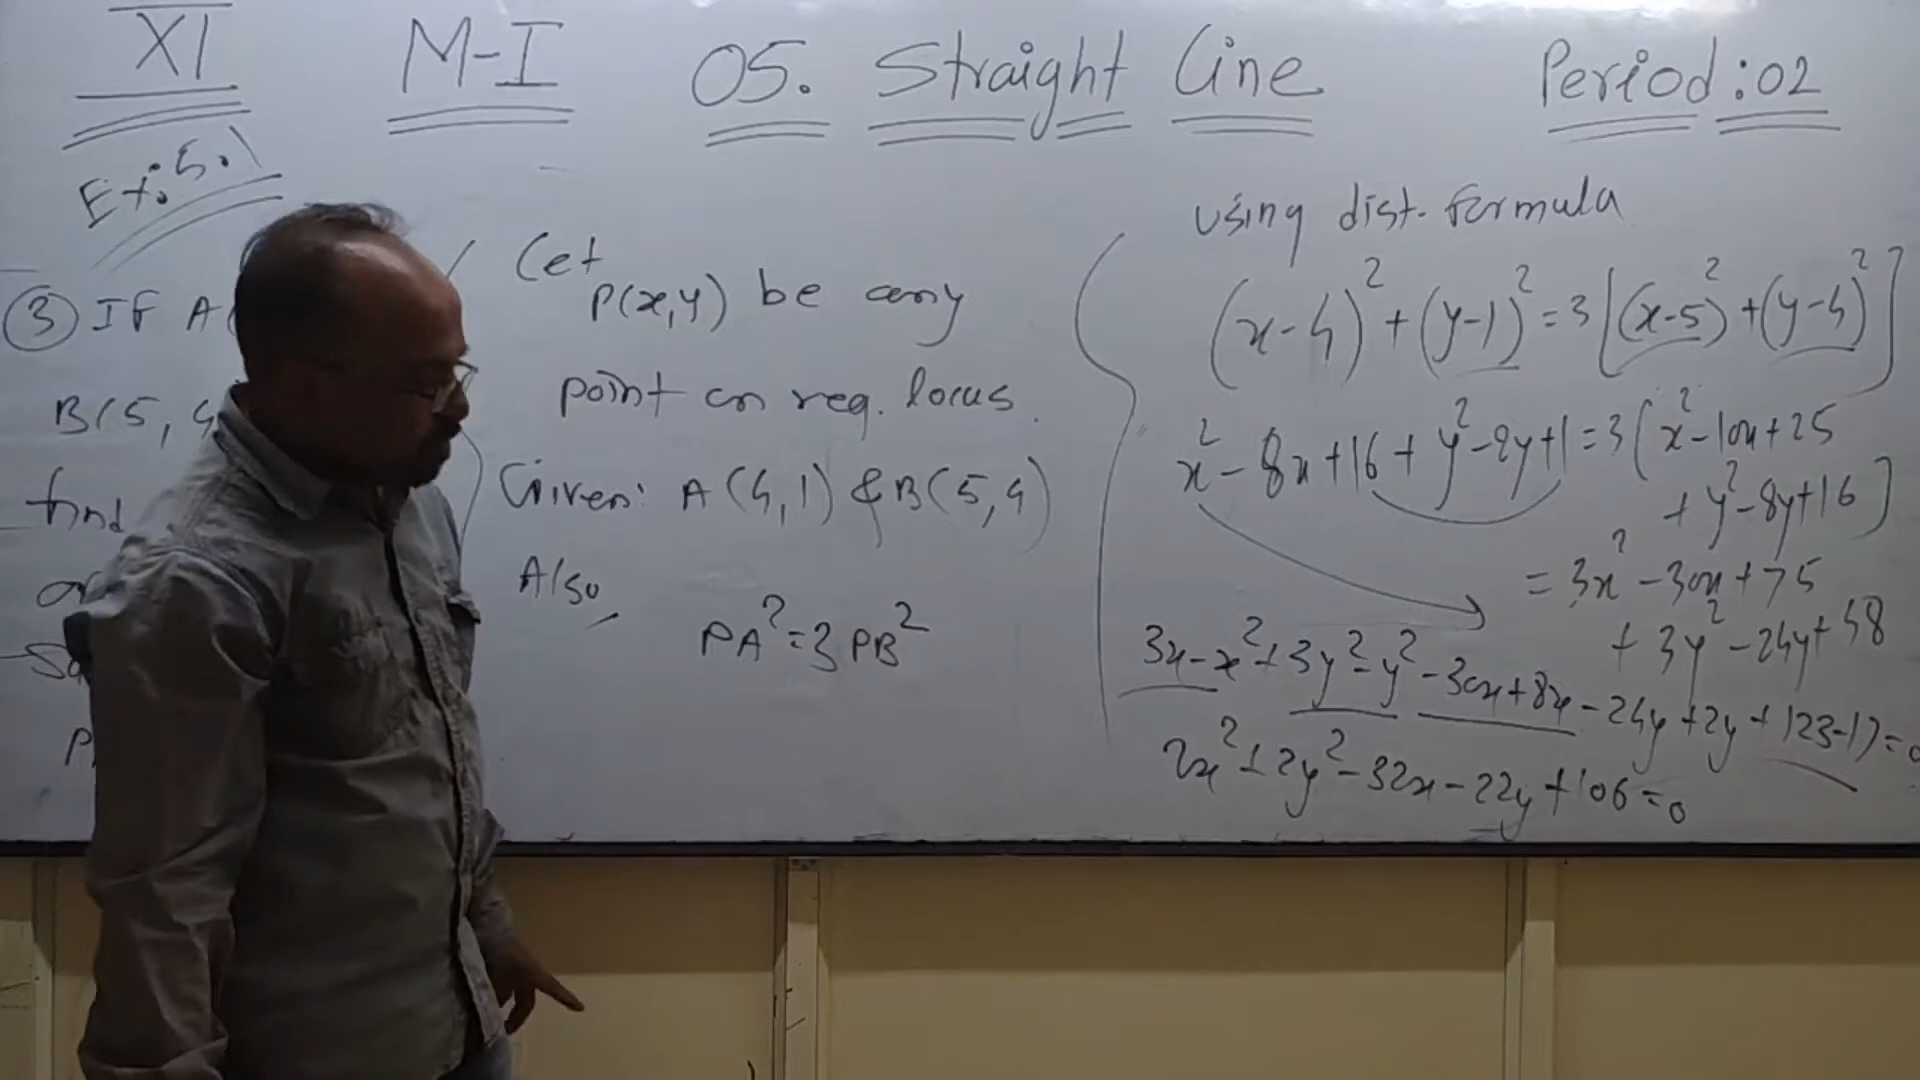 XI M-I 05. Straight Line Period:02
Ex:5.1
③ IF A(
B(5, 4
find
P
Let
P(x,y) be any
point on req. locus.
Given: A(4,1) & B(5,4)
Also,
PA²=3PB²
using dist. formula
(x-4)²+(y-1)²=3[(x-5)²+(y-4)²]
x²-8x+16+y²-2y+1=3(x²-10x+25
+y²-8y+16]
=3x²-30x+75
+3y²-24y+48
3x-x²+3y²-y²-30x+8x-24y+2y+123-17=0
2x²+2y²-32x-22y+106=0